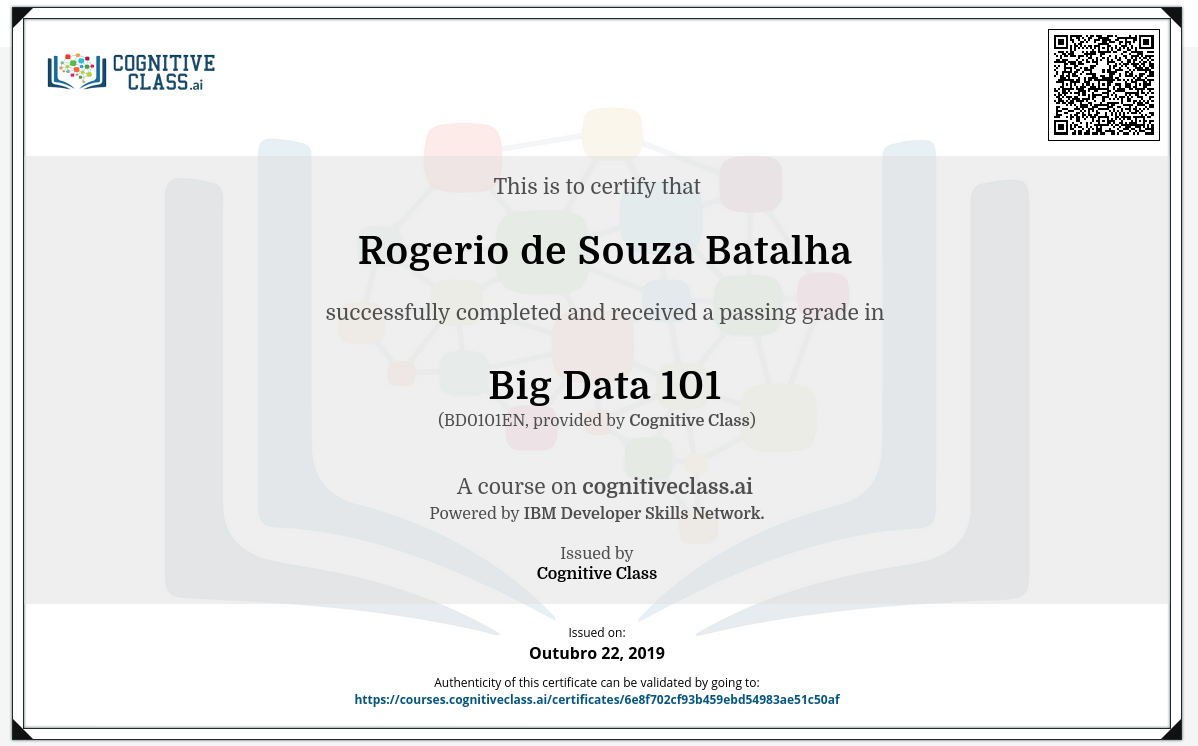 COGNITIVE
CLASS.ai
This is to certify that
Rogerio de Souza Batalha
successfully completed and received a passing grade in
Big Data 101
(BD0101EN, provided by Cognitive Class)
A course on cognitiveclass.ai
Powered by IBM Developer Skills Network.
Issued by
Cognitive Class
Issued on:
Outubro 22, 2019
Authenticity of this certificate can be validated by going to:
https://courses.cognitiveclass.ai/certificates/6e8f702cf93b459ebd54983ae51c50af